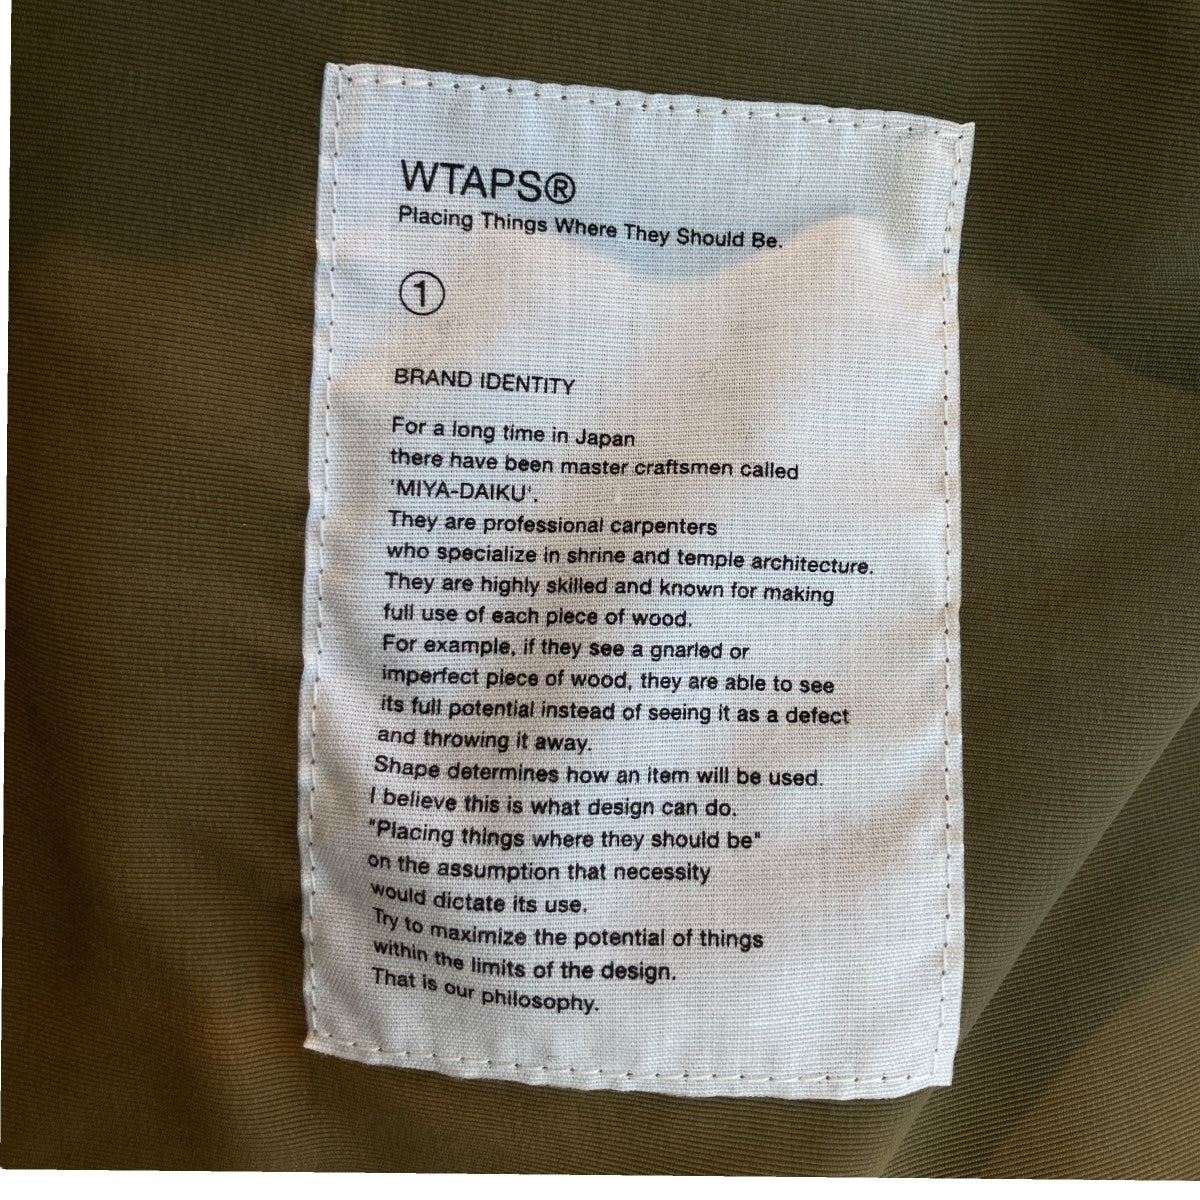 WTAPS®
Placing Things Where They Should Be.
①
BRAND IDENTITY
For a long time in Japan
there have been master craftsmen called
'MIYA-DAIKU'.
They are professional carpenters
who specialize in shrine and temple architecture.
They are highly skilled and known for making
full use of each piece of wood.
For example, if they see a gnarled or
imperfect piece of wood, they are able to see
its full potential instead of seeing it as a defect
and throwing it away.
Shape determines how an item will be used.
I believe this is what design can do.
"Placing things where they should be"
on the assumption that necessity
would dictate its use.
Try to maximize the potential of things
within the limits of the design.
That is our philosophy.